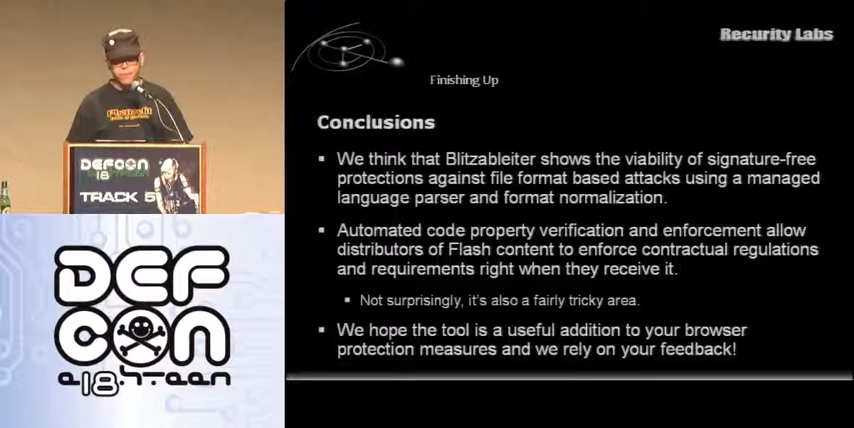 Recurity Labs
Finishing Up
Conclusions
We think that Blitzableiter shows the viability of signature-free
protections against file format based attacks using a managed
language parser and format normalization.
Automated code property verification and enforcement allow
distributors of Flash content to enforce contractual regulations
and requirements right when they receive it.
Not surprisingly, it's also a fairly tricky area.
We hope the tool is a useful addition to your browser
protection measures and we rely on your feedback!
Phenoelit
DEFCON
18
TRACK 5
DEF
CON
18